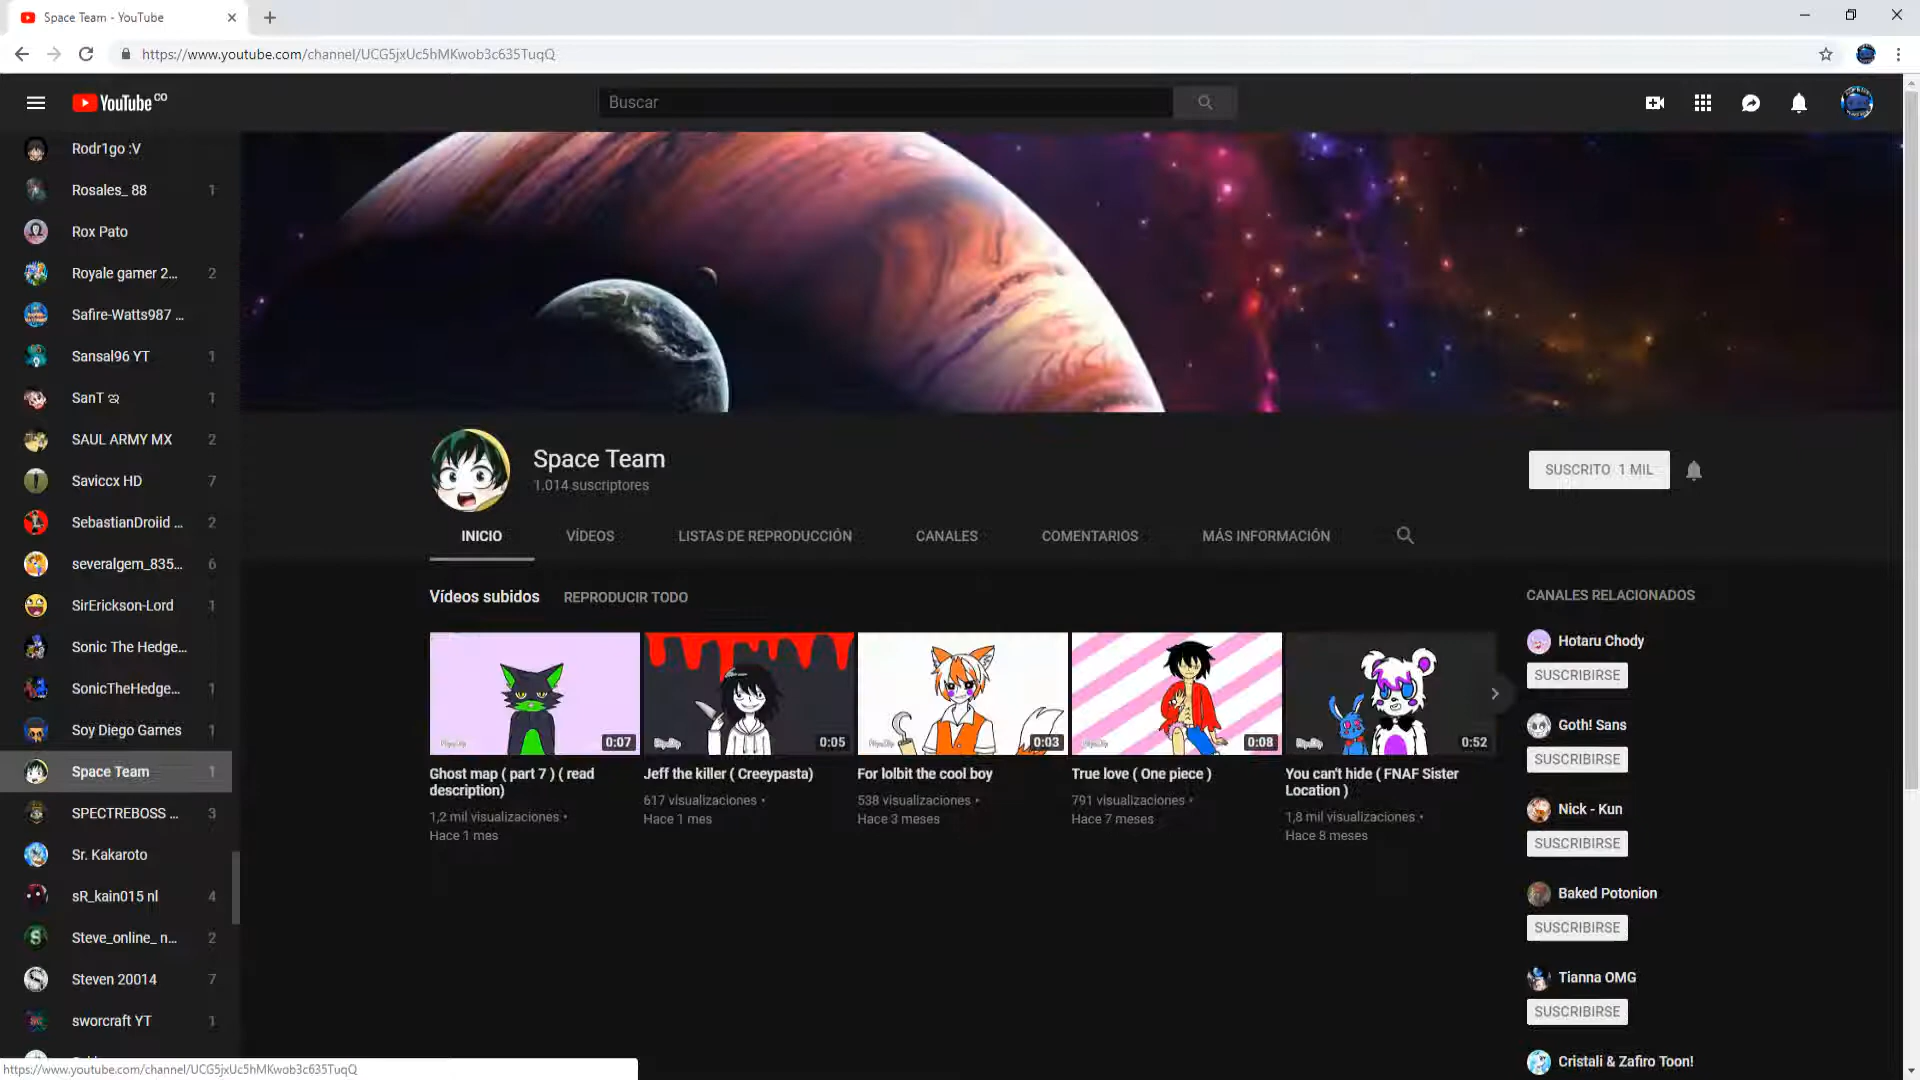 Space Team - YouTube
https://www.youtube.com/channel/UCG5jxUc5hMKwob3c635TuqQ
YouTube CO
Buscar
Rodr1go :V
Rosales_ 88 1
Rox Pato
Royale gamer 2... 2
Safire-Watts987 ...
Sansal96 YT 1
SanT ఇ 1
SAUL ARMY MX 2
Saviccx HD 7
SebastianDroiid ... 2
severalgem_835... 6
SirErickson-Lord 1
Sonic The Hedge...
SonicTheHedge... 1
Soy Diego Games 1
Space Team 1
SPECTREBOSS ... 3
Sr. Kakaroto
sR_kain015 nl 4
Steve_online_ n... 2
Steven 20014 7
sworcraft YT 1
Space Team
1.014 suscriptores
SUSCRITO 1 MIL
INICIO VÍDEOS LISTAS DE REPRODUCCIÓN CANALES COMENTARIOS MÁS INFORMACIÓN
Vídeos subidos REPRODUCIR TODO
0:07
Ghost map ( part 7 ) ( read
description)
1,2 mil visualizaciones •
Hace 1 mes
0:05
Jeff the killer ( Creeypasta)
617 visualizaciones •
Hace 1 mes
0:03
For lolbit the cool boy
538 visualizaciones •
Hace 3 meses
0:08
True love ( One piece )
791 visualizaciones •
Hace 7 meses
0:52
You can't hide ( FNAF Sister
Location )
1,8 mil visualizaciones •
Hace 8 meses
CANALES RELACIONADOS
Hotaru Chody
SUSCRIBIRSE
Goth! Sans
SUSCRIBIRSE
Nick - Kun
SUSCRIBIRSE
Baked Potonion
SUSCRIBIRSE
Tianna OMG
SUSCRIBIRSE
Cristali & Zafiro Toon!
https://www.youtube.com/channel/UCG5jxUc5hMKwob3c635TuqQ